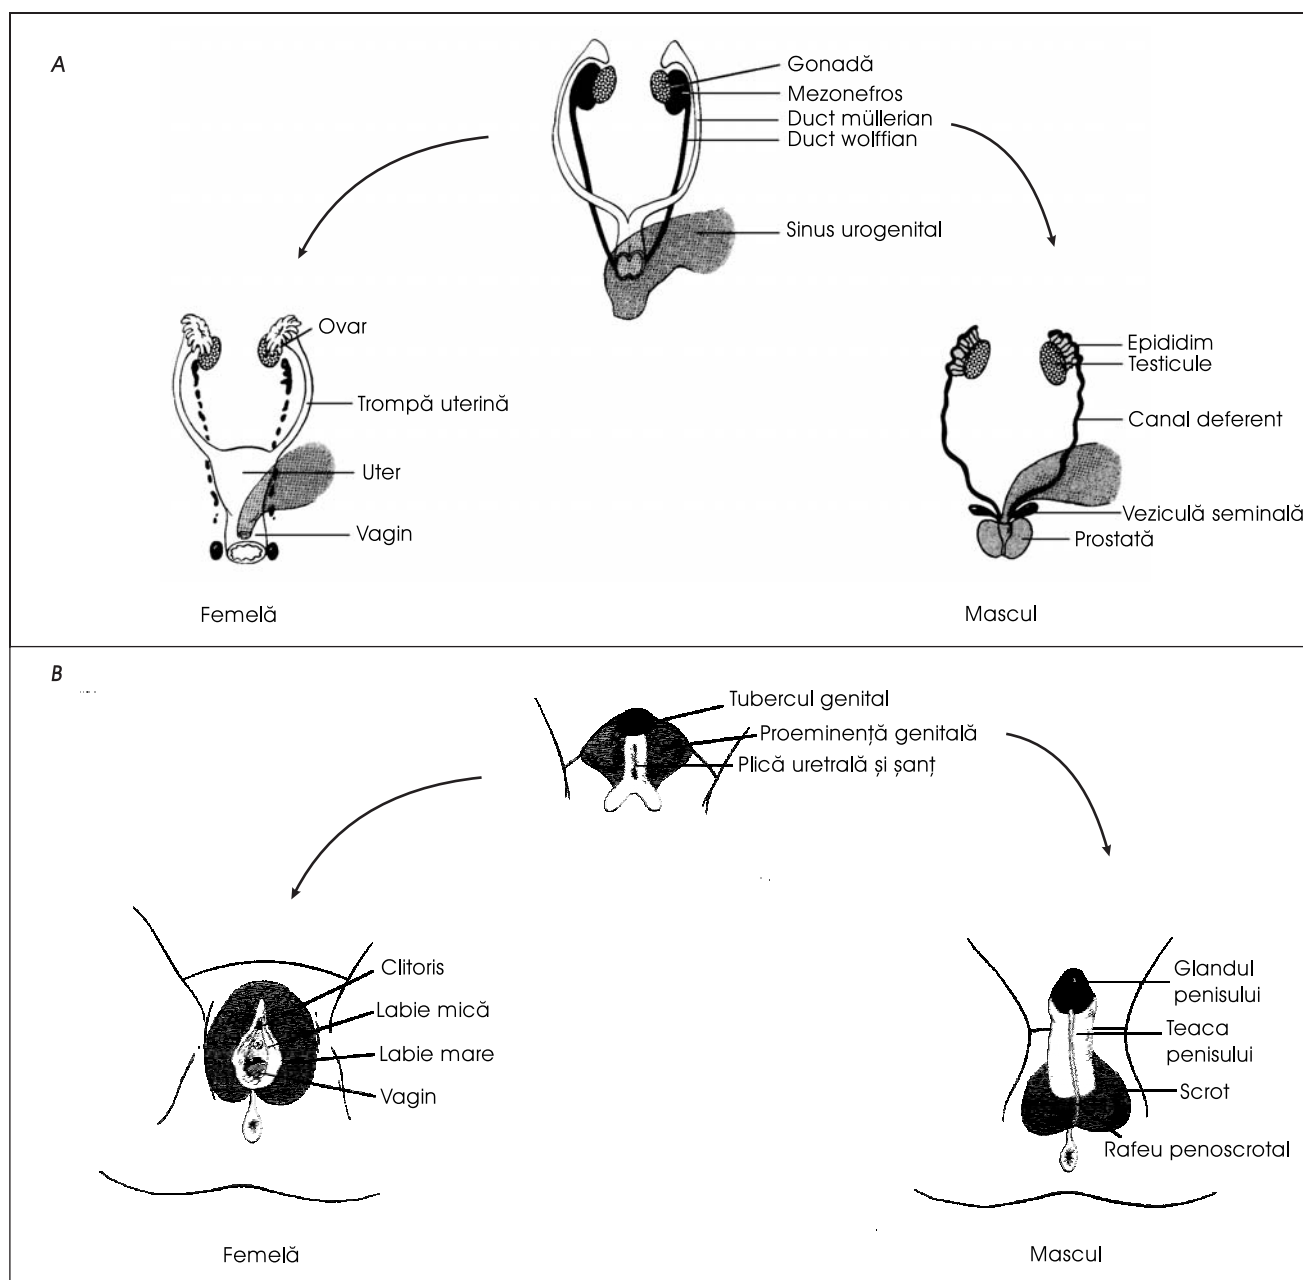 A
Gonadă
Mezonefros
Duct müllerian
Duct wolffian
Sinus urogenital
Ovar
Trompă uterină
Uter
Vagin
Femelă
Epididim
Testicule
Canal deferent
Veziculă seminală
Prostată
Mascul
B
Tubercul genital
Proeminență genitală
Plică uretrală și șanț
Clitoris
Labie mică
Labie mare
Vagin
Femelă
Glandul
penisului
Teaca
penisului
Scrot
Rafeu penoscrotal
Mascul